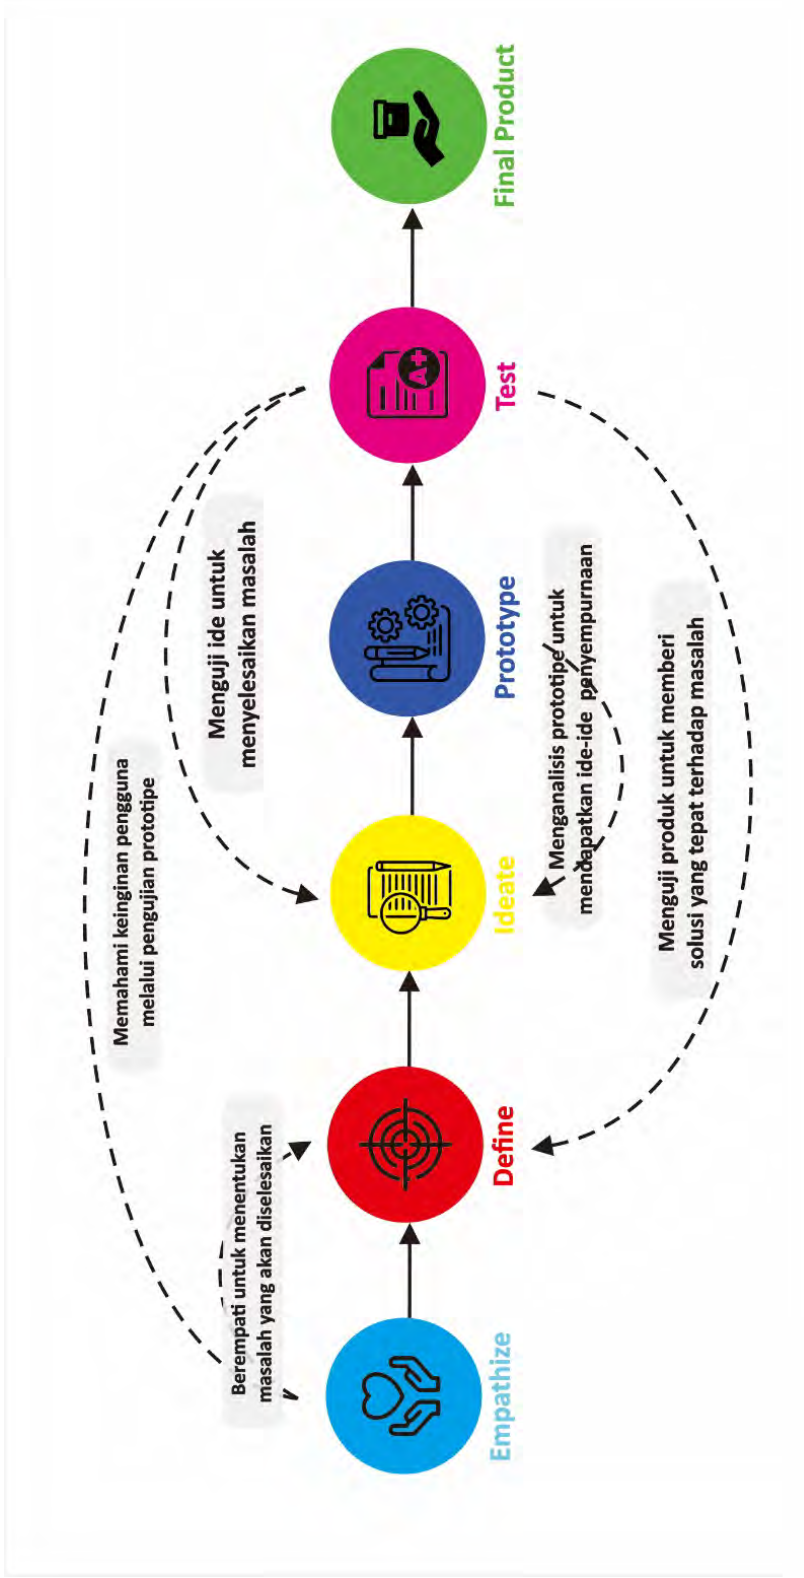 Memahami keinginan pengguna
melalui pengujian prototipe
Berempati untuk menentukan
masalah yang akan diselesaikan
Menguji ide untuk
menyelesaikan masalah
Empathize
Define
Ideate
Prototype
Test
Final Product
Menganalisis prototipe untuk
mendapatkan ide-ide penyempurnaan
Menguji produk untuk memberi
solusi yang tepat terhadap masalah
A+